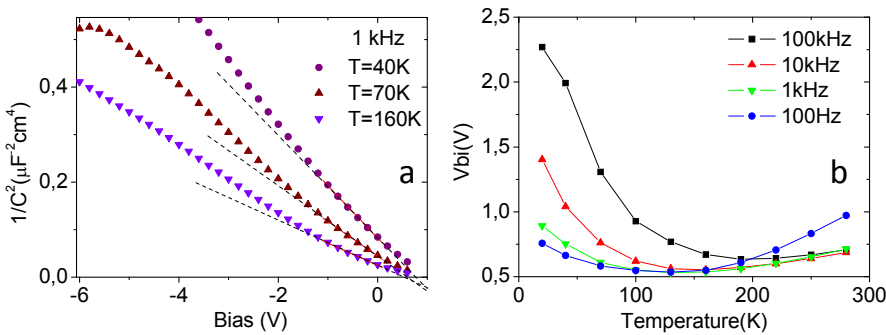 1 kHz
T=40K
T=70K
T=160K
a
0,4
0,2
0,0
1/C²(μF⁻²cm⁴)
-6
-4
-2
0
Bias (V)
100kHz
10kHz
1kHz
100Hz
b
2.5
2.0
1.5
1.0
0.5
Vbi(V)
0
100
200
300
Temperature(K)